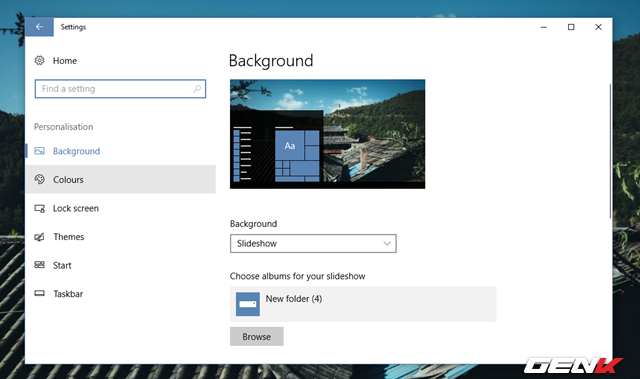 Settings
Home
Find a setting
Personalisation
Background
Colours
Lock screen
Themes
Start
Taskbar
Background
Aa
Background
Slideshow
Choose albums for your slideshow
New folder (4)
Browse
GENK